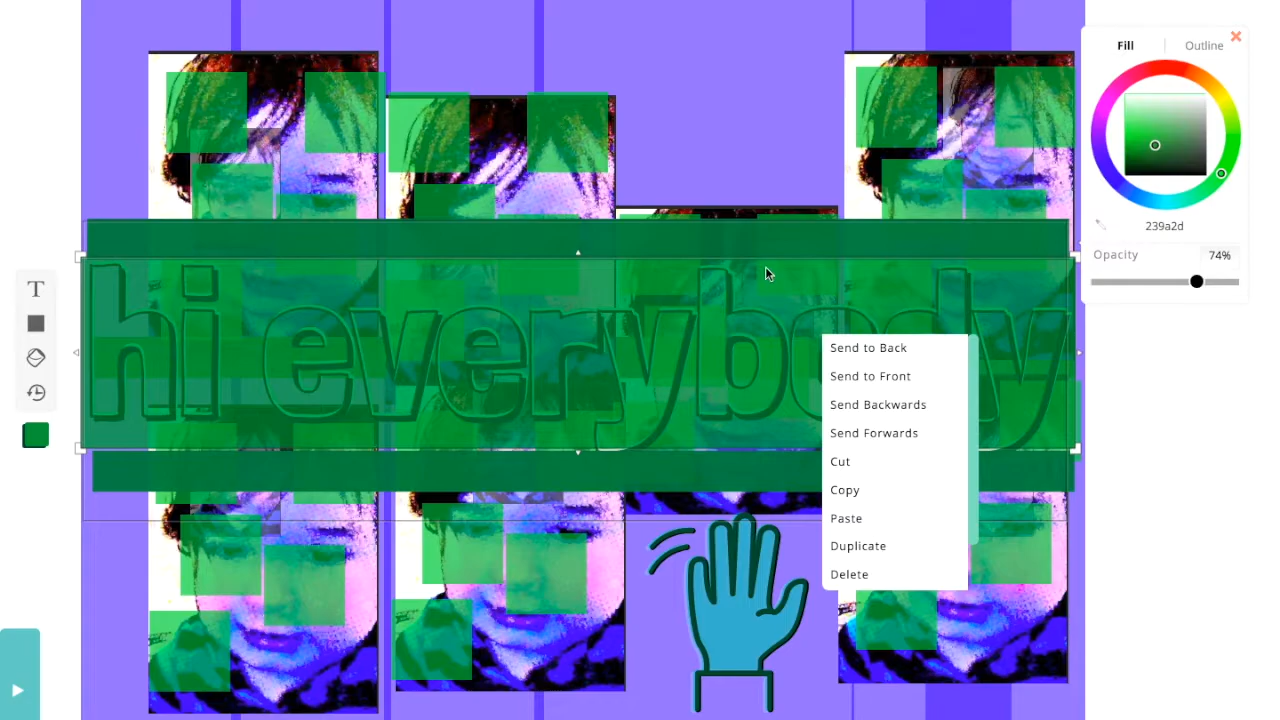 Fill
Outline
239a2d
Opacity
74%
T
hi everybody
Send to Back
Send to Front
Send Backwards
Send Forwards
Cut
Copy
Paste
Duplicate
Delete